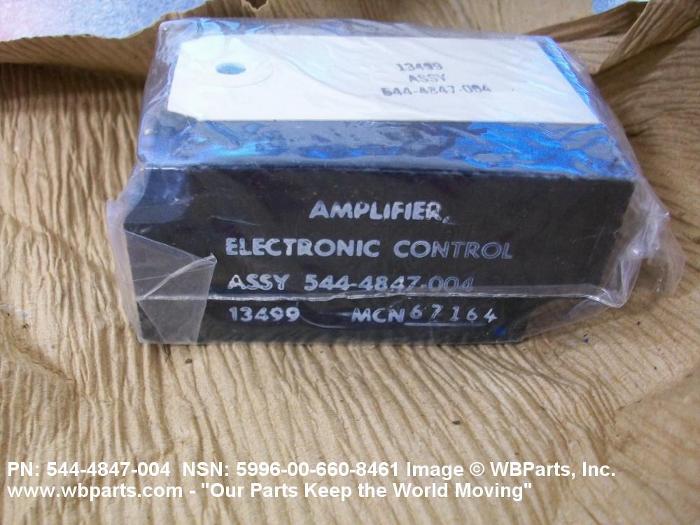 13499
ASSY
544-4847-004
AMPLIFIER,
ELECTRONIC CONTROL
ASSY 544-4847-004
13499 MCN 67164
PN: 544-4847-004 NSN: 5996-00-660-8461 Image © WBParts, Inc.
www.wbparts.com - "Our Parts Keep the World Moving"